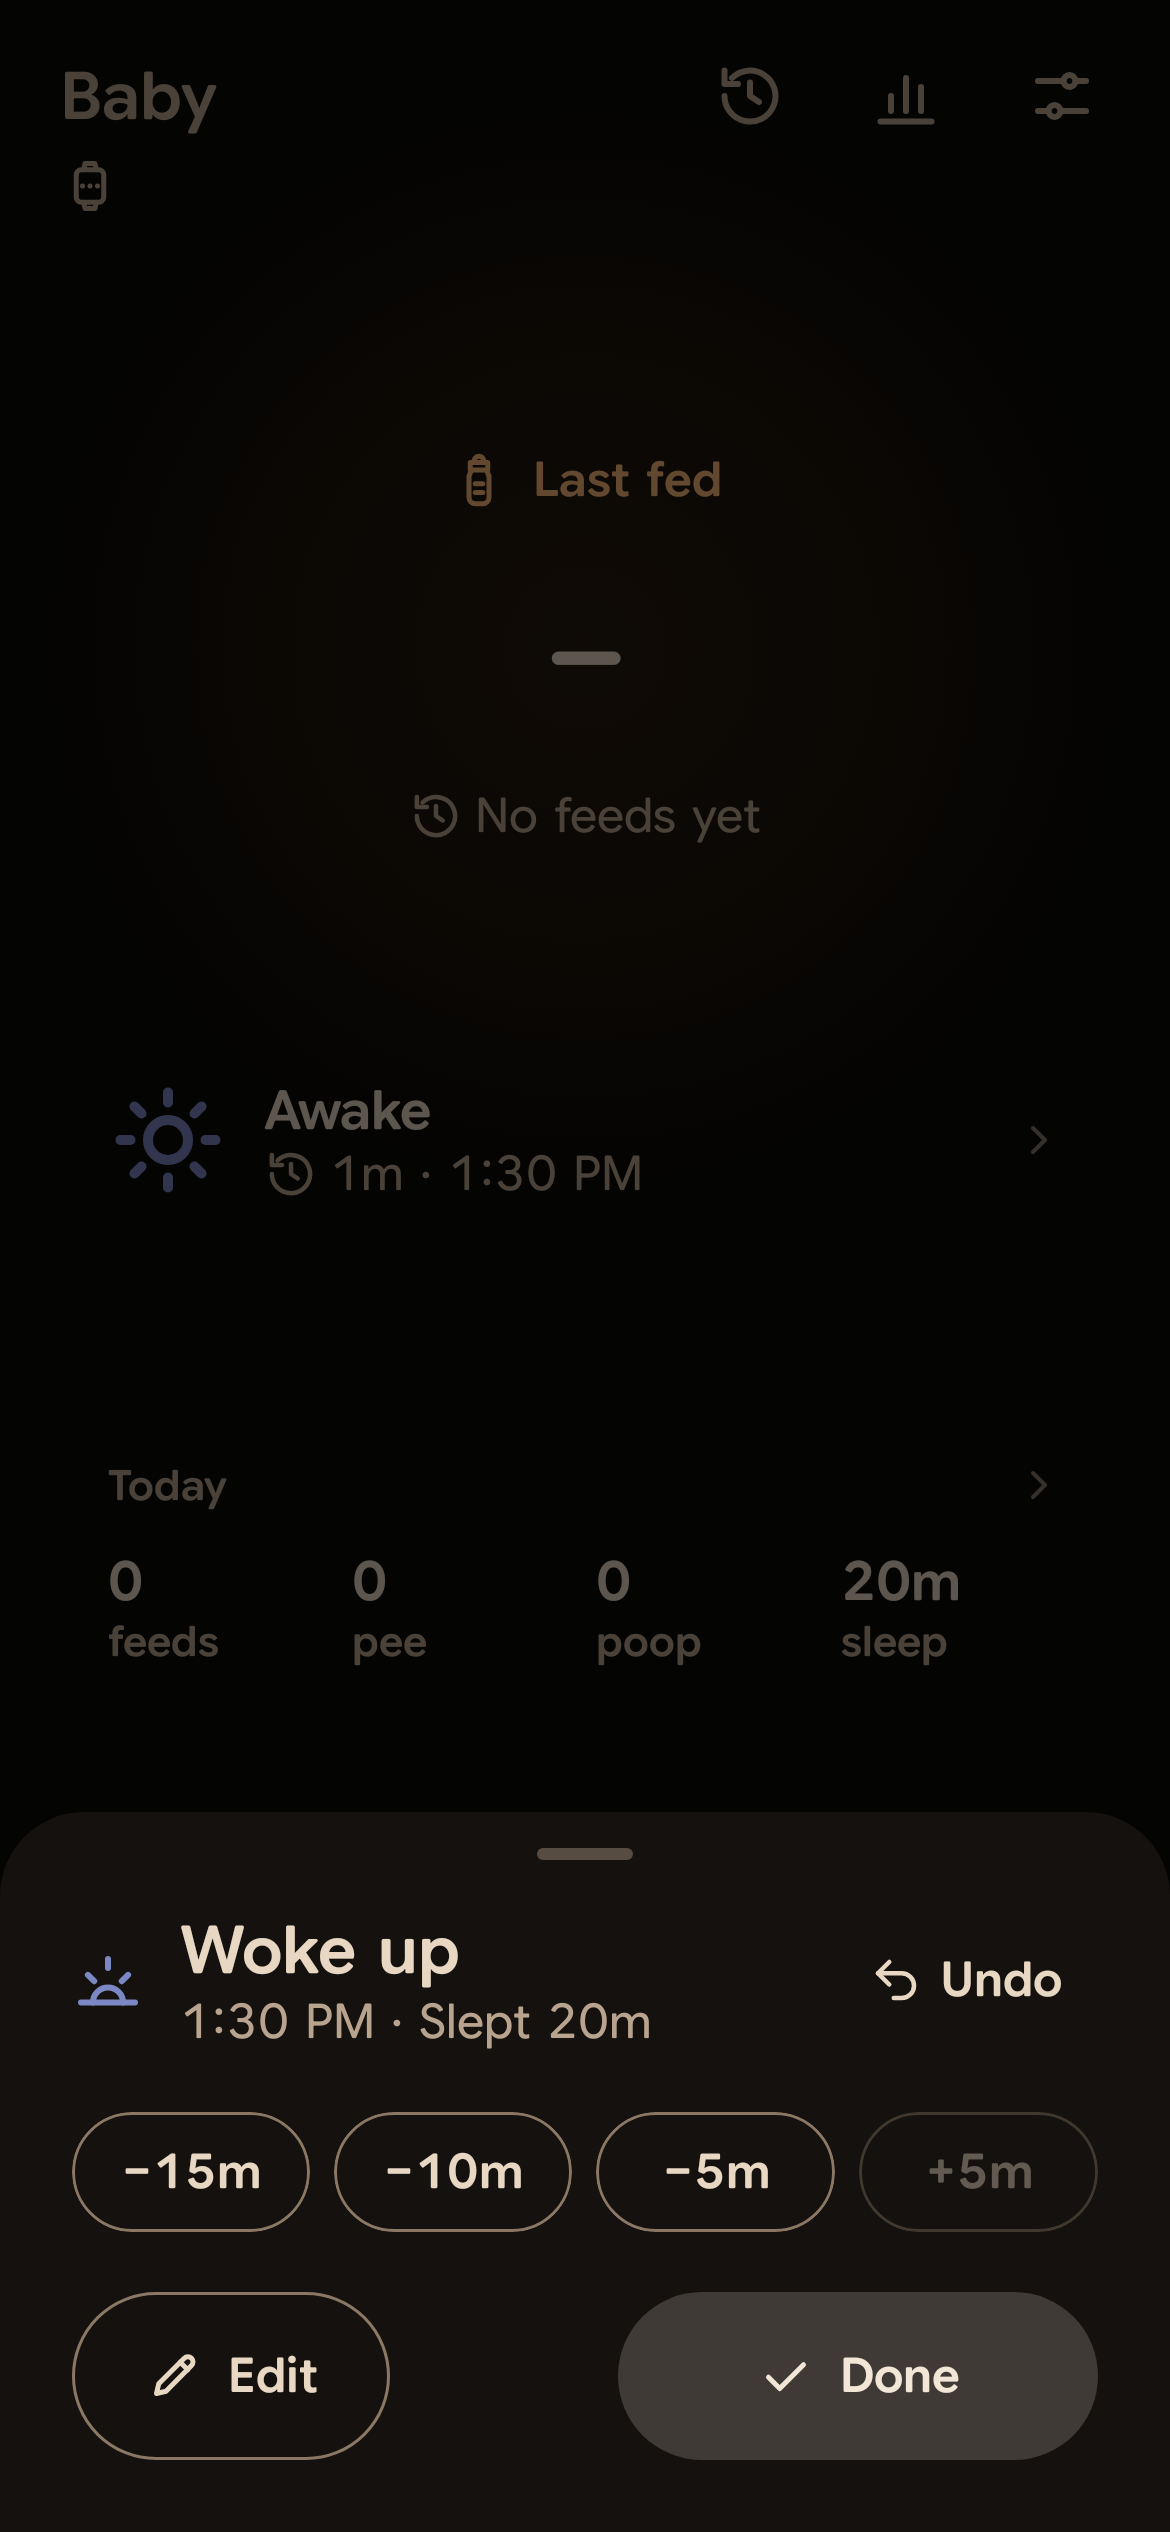 Baby
Last fed
–
No feeds yet
Awake
1m · 1:30 PM
Today
0 0 0 20m
feeds pee poop sleep
Woke up
1:30 PM · Slept 20m
Undo
−15m −10m −5m +5m
Edit Done